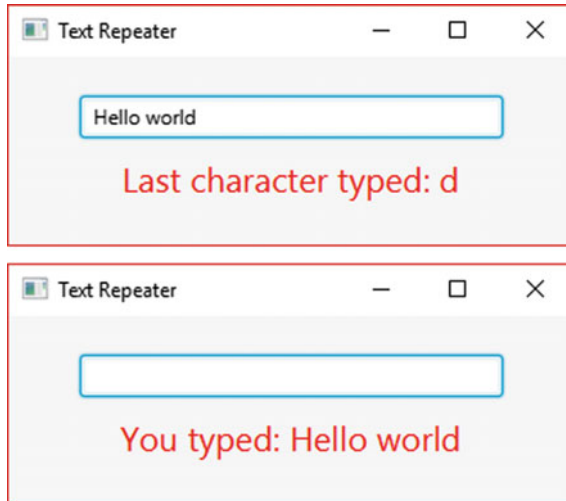 Text Repeater
Hello world
Last character typed: d
Text Repeater
You typed: Hello world